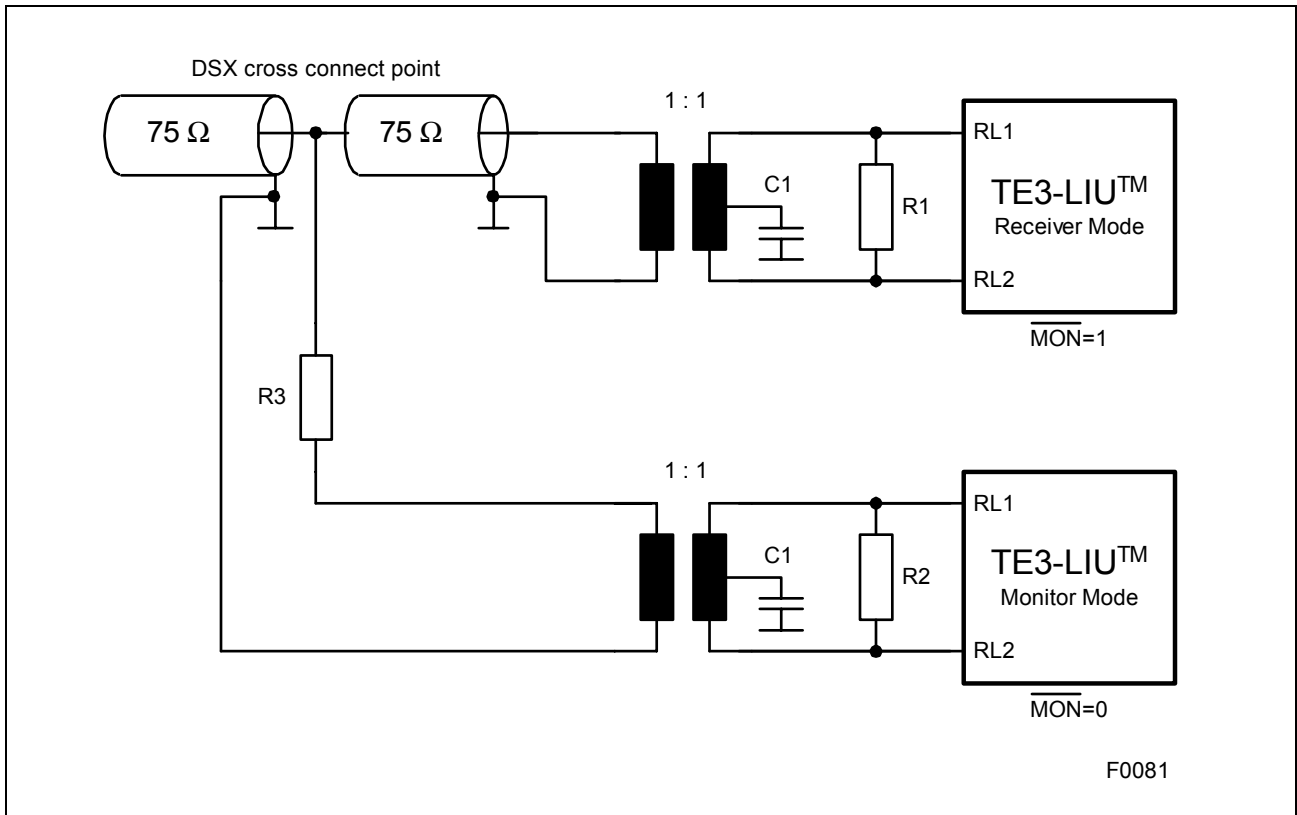 DSX cross connect point
75 Ω
75 Ω
1 : 1
C1
R1
RL1
TE3-LIU™
Receiver Mode
RL2
MON=1
R3
1 : 1
C1
R2
RL1
TE3-LIU™
Monitor Mode
RL2
MON=0
F0081